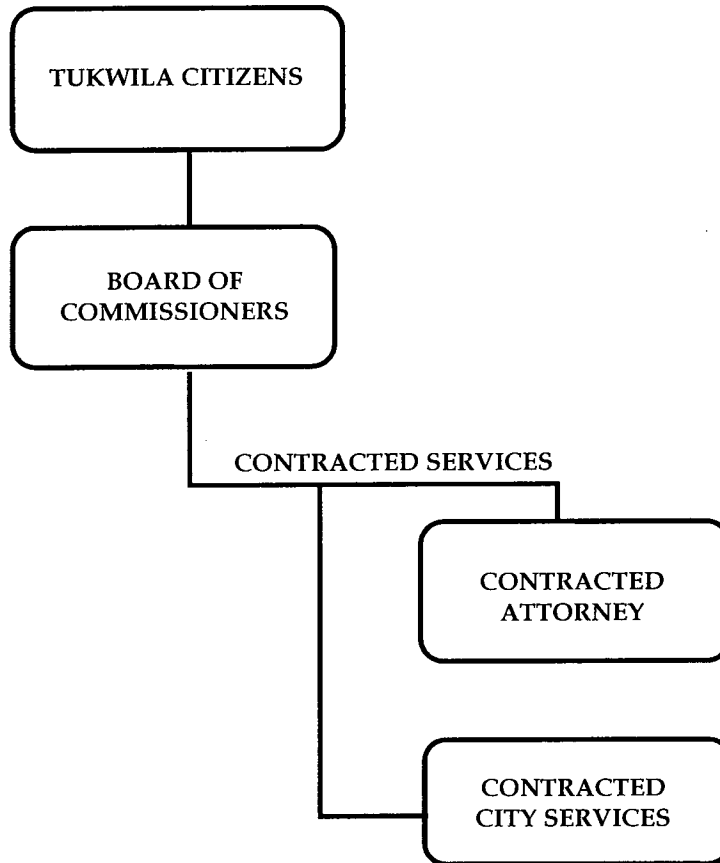 TUKWILA CITIZENS
BOARD OF
COMMISSIONERS
CONTRACTED SERVICES
CONTRACTED
ATTORNEY
CONTRACTED
CITY SERVICES